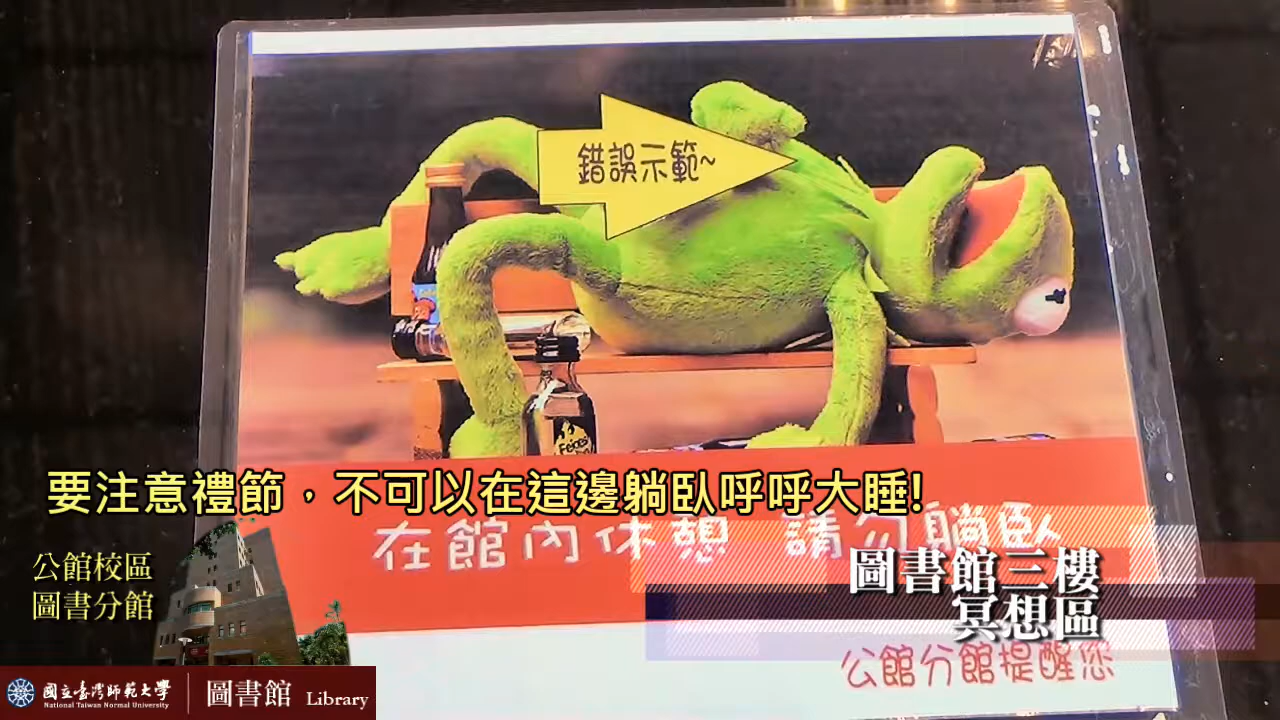 錯誤示範~
要注意禮節，不可以在這邊躺臥呼呼大睡!
在館內休憩 請勿躺臥
圖書館三樓
冥想區
公館校區
圖書分館
公館分館提醒您
國立臺灣師範大學
National Taiwan Normal University
圖書館 Library